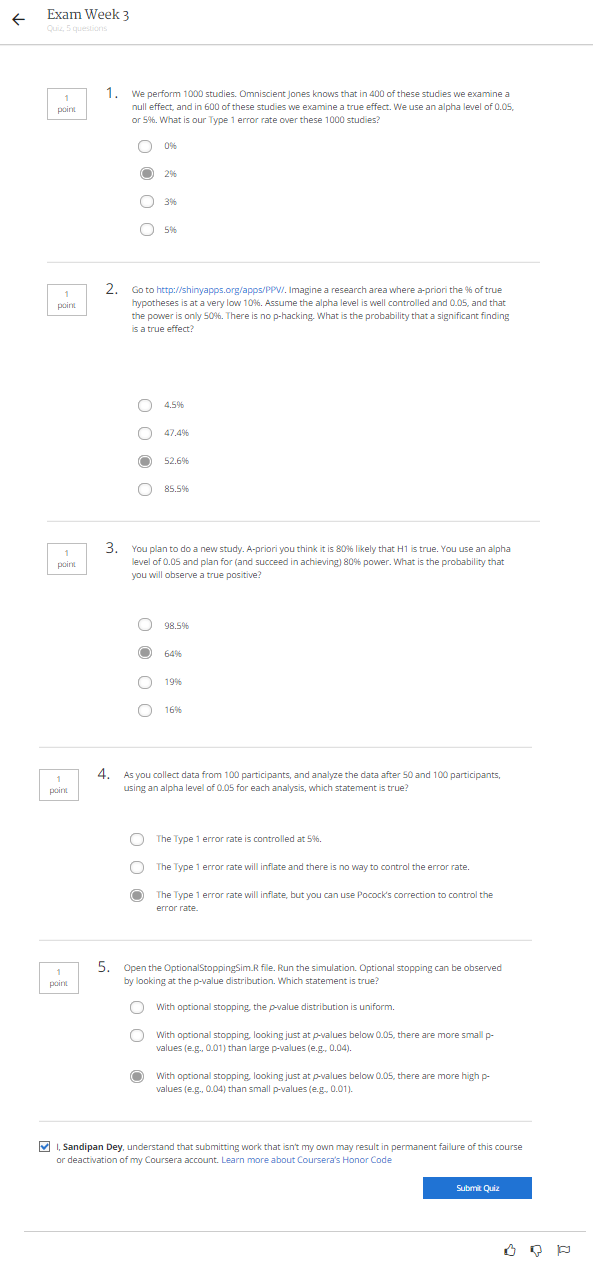 Exam Week 3
Quiz, 5 questions
1
point
1.
We perform 1000 studies. Omniscient Jones knows that in 400 of these studies we examine a
null effect, and in 600 of these studies we examine a true effect. We use an alpha level of 0.05,
or 5%. What is our Type 1 error rate over these 1000 studies?
0%
2%
3%
5%
1
point
2.
Go to http://shinyapps.org/apps/PPV/. Imagine a research area where a-priori the % of true
hypotheses is at a very low 10%. Assume the alpha level is well controlled and 0.05, and that
the power is only 50%. There is no p-hacking. What is the probability that a significant finding
is a true effect?
4.5%
47.4%
52.6%
85.5%
1
point
3.
You plan to do a new study. A-priori you think it is 80% likely that H1 is true. You use an alpha
level of 0.05 and plan for (and succeed in achieving) 80% power. What is the probability that
you will observe a true positive?
98.5%
64%
19%
16%
1
point
4.
As you collect data from 100 participants, and analyze the data after 50 and 100 participants,
using an alpha level of 0.05 for each analysis, which statement is true?
The Type 1 error rate is controlled at 5%.
The Type 1 error rate will inflate and there is no way to control the error rate.
The Type 1 error rate will inflate, but you can use Pocock's correction to control the
error rate.
1
point
5.
Open the OptionalStoppingSim.R file. Run the simulation. Optional stopping can be observed
by looking at the p-value distribution. Which statement is true?
With optional stopping, the p-value distribution is uniform.
With optional stopping, looking just at p-values below 0.05, there are more small p-
values (e.g., 0.01) than large p-values (e.g., 0.04).
With optional stopping, looking just at p-values below 0.05, there are more high p-
values (e.g., 0.04) than small p-values (e.g., 0.01).
I, Sandipan Dey, understand that submitting work that isn't my own may result in permanent failure of this course
or deactivation of my Coursera account. Learn more about Coursera's Honor Code
Submit Quiz